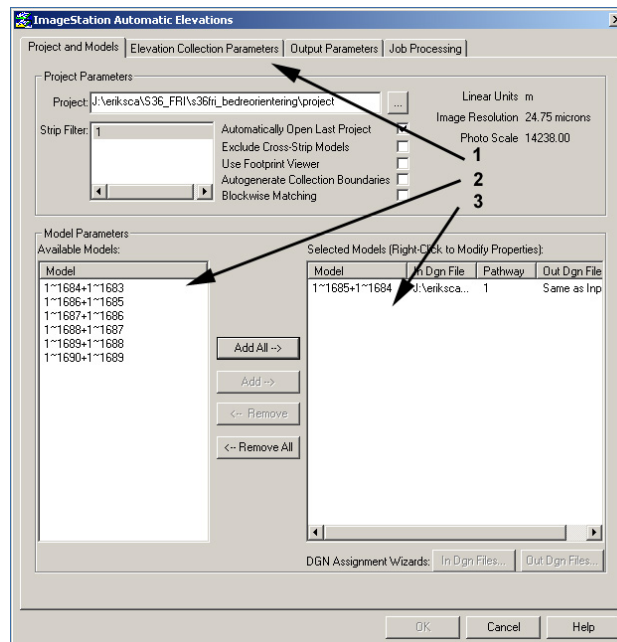 ImageStation Automatic Elevations
Project and Models Elevation Collection Parameters Output Parameters Job Processing
Project Parameters
Project: J:\eriksca\S36_FRI\s36fri_bedreorientering\project ...
Linear Units m
Image Resolution 24.75 microns
Photo Scale 14238.00
Strip Filter: 1
Automatically Open Last Project
Exclude Cross-Strip Models
Use Footprint Viewer
Autogenerate Collection Boundaries
Blockwise Matching
1
2
3
Model Parameters
Available Models:
Model
1~1684+1~1683
1~1686+1~1685
1~1687+1~1686
1~1688+1~1687
1~1689+1~1688
1~1690+1~1689
Add All -->
Add -->
<-- Remove
<-- Remove All
Selected Models (Right-Click to Modify Properties):
Model In Dgn File Pathway Out Dgn File
1~1685+1~1684 J:\eriksca... 1 Same as Inp
DGN Assignment Wizards: In Dgn Files... Out Dgn Files...
OK Cancel Help